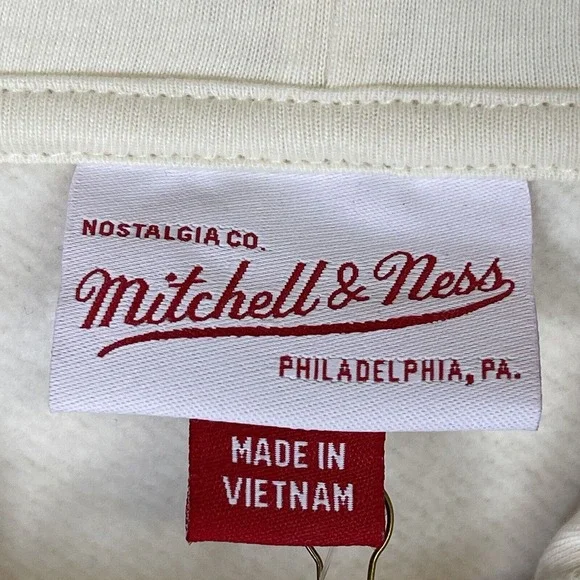 NOSTALGIA CO.
Mitchell & Ness
PHILADELPHIA, PA.
MADE IN
VIETNAM